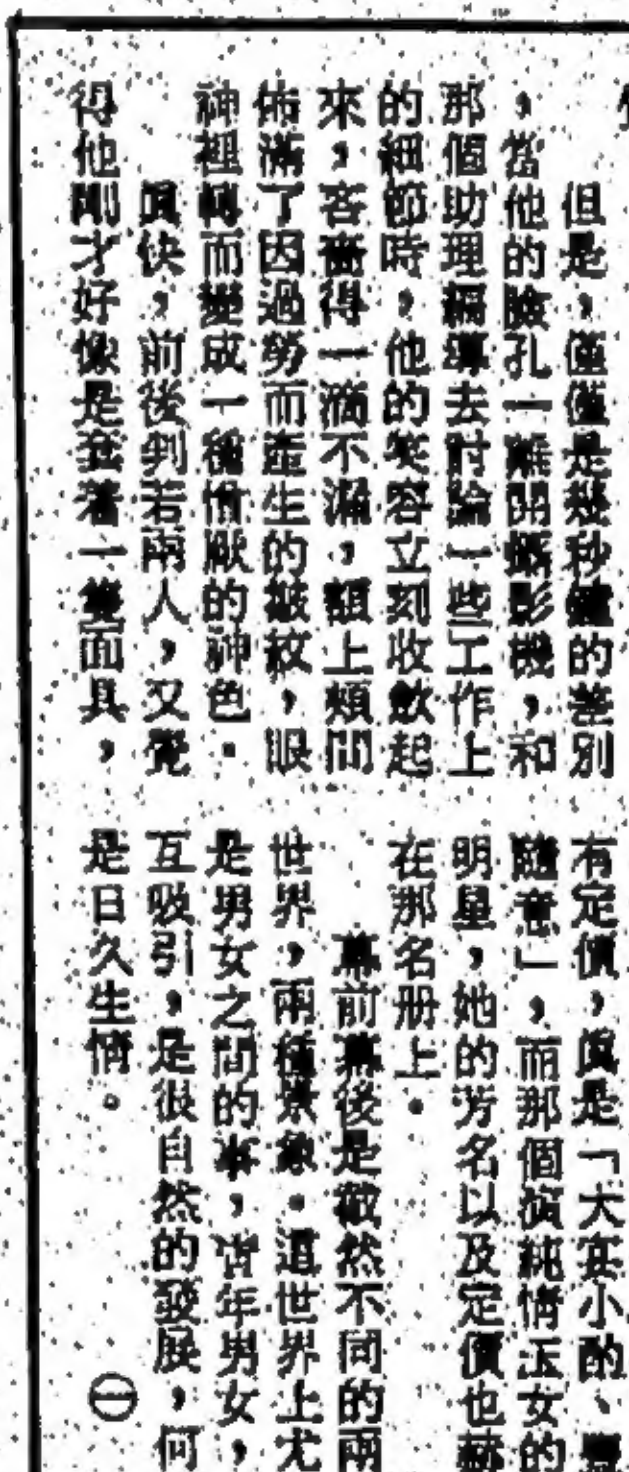 但是，僅僅是幾秒鐘的差別
，當他的臉孔一離開攝影機，和
那個助理編導去討論一些工作上
的細節時，他的笑容立刻收歛起
來，吝嗇得一滴不漏，額上頰間
佈滿了因過勞而產生的皺紋，眼
神裡轉而變成一種憎厭的神色。
眞快，前後判若兩人，又覺
得他剛才好像是套着一隻面具，
有定價，眞是「大宴小酌、
隨意」，而那個演純情玉女的
明星，她的芳名以及定價也赫
在那名册上。
幕前幕後是截然不同的兩
世界，兩種景象。這世界上尤
是男女之間的事，靑年男女，
互吸引，是很自然的發展，何
是日久生情。 ㊀